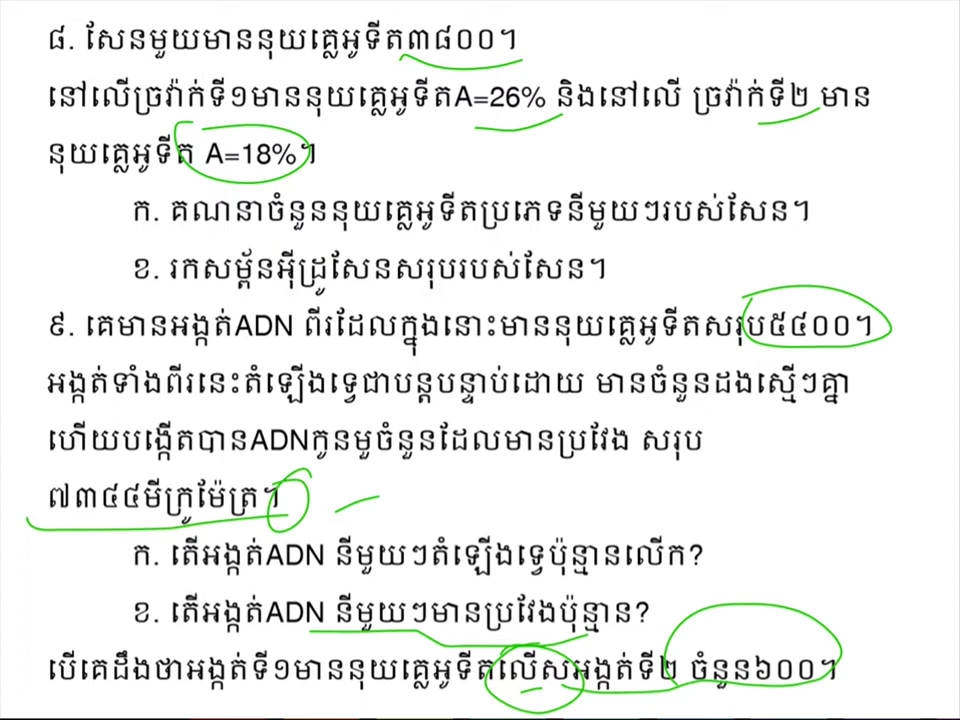 ៨. សែនមួយមាននុយគ្លេអូទីត៣៨០០។
នៅលើច្រវ៉ាក់ទី១មាននុយគ្លេអូទីតA=26% និងនៅលើ ច្រវ៉ាក់ទី២ មាន
នុយគ្លេអូទីត A=18%។
ក. គណនាចំនួននុយគ្លេអូទីតប្រភេទនីមួយៗរបស់សែន។
ខ. រកសម្ព័នអ៊ីដ្រូសែនសរុបរបស់សែន។
៩. គេមានអង្កត់ADN ពីរដែលក្នុងនោះមាននុយគ្លេអូទីតសរុប៥៤០០។
អង្កត់ទាំងពីរនេះតំឡើងទ្វេជាបន្តបន្ទាប់ដោយ មានចំនួនដងស្មើៗគ្នា
ហើយបង្កើតបានADNកូនមួចំនួនដែលមានប្រវែង សរុប
៧៣៤៤មីក្រូម៉ែត្រ។
ក. តើអង្កត់ADN នីមួយៗតំឡើងទ្វេប៉ុន្មានលើក?
ខ. តើអង្កត់ADN នីមួយៗមានប្រវែងប៉ុន្មាន?
បើគេដឹងថាអង្កត់ទី១មាននុយគ្លេអូទីតលើសអង្កត់ទី២ ចំនួន៦០០។